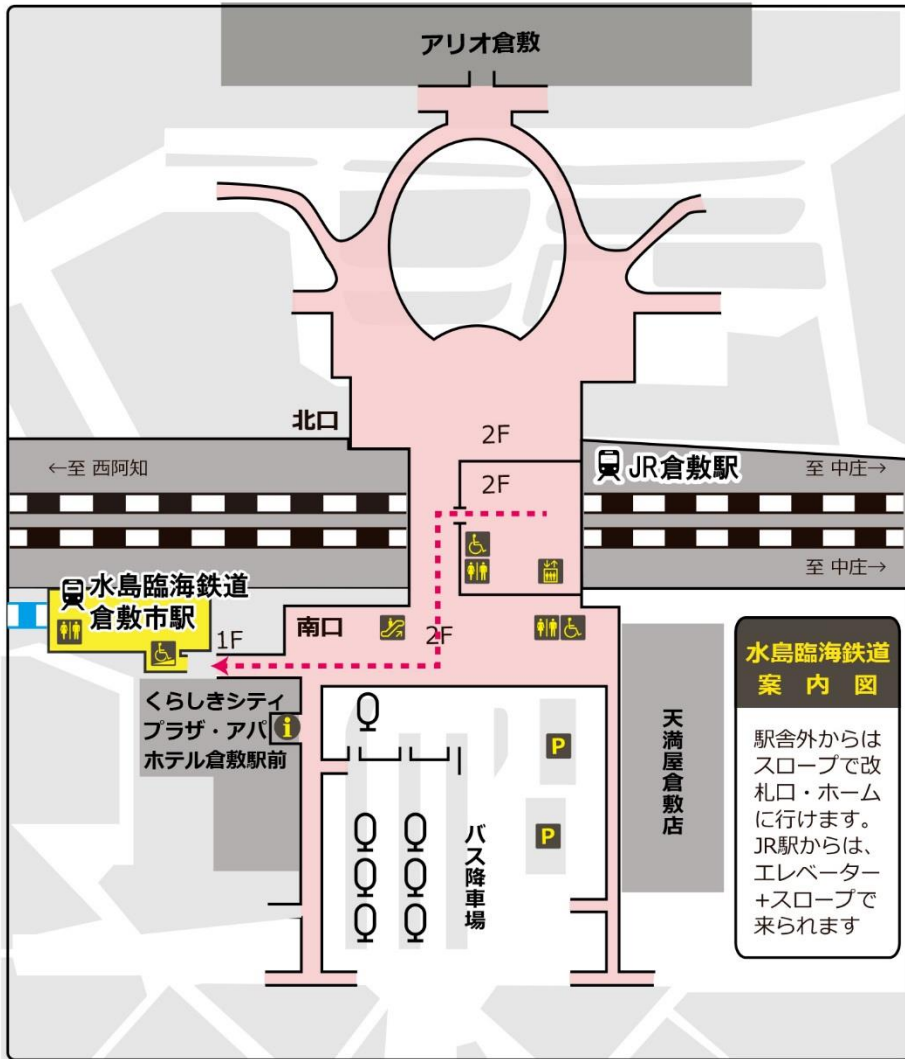 アリオ倉敷
北口
2F
←至 西阿知
2F
JR倉敷駅
至 中庄→
至 中庄→
水島臨海鉄道
倉敷市駅
1F
南口
2F
くらしきシティ
プラザ・アパ
ホテル倉敷駅前
i
P
P
バス降車場
天満屋倉敷店
水島臨海鉄道
案 内 図
駅舎外からは
スロープで改
札口・ホーム
に行けます。
JR駅からは、
エレベーター
+スロープで
来られます